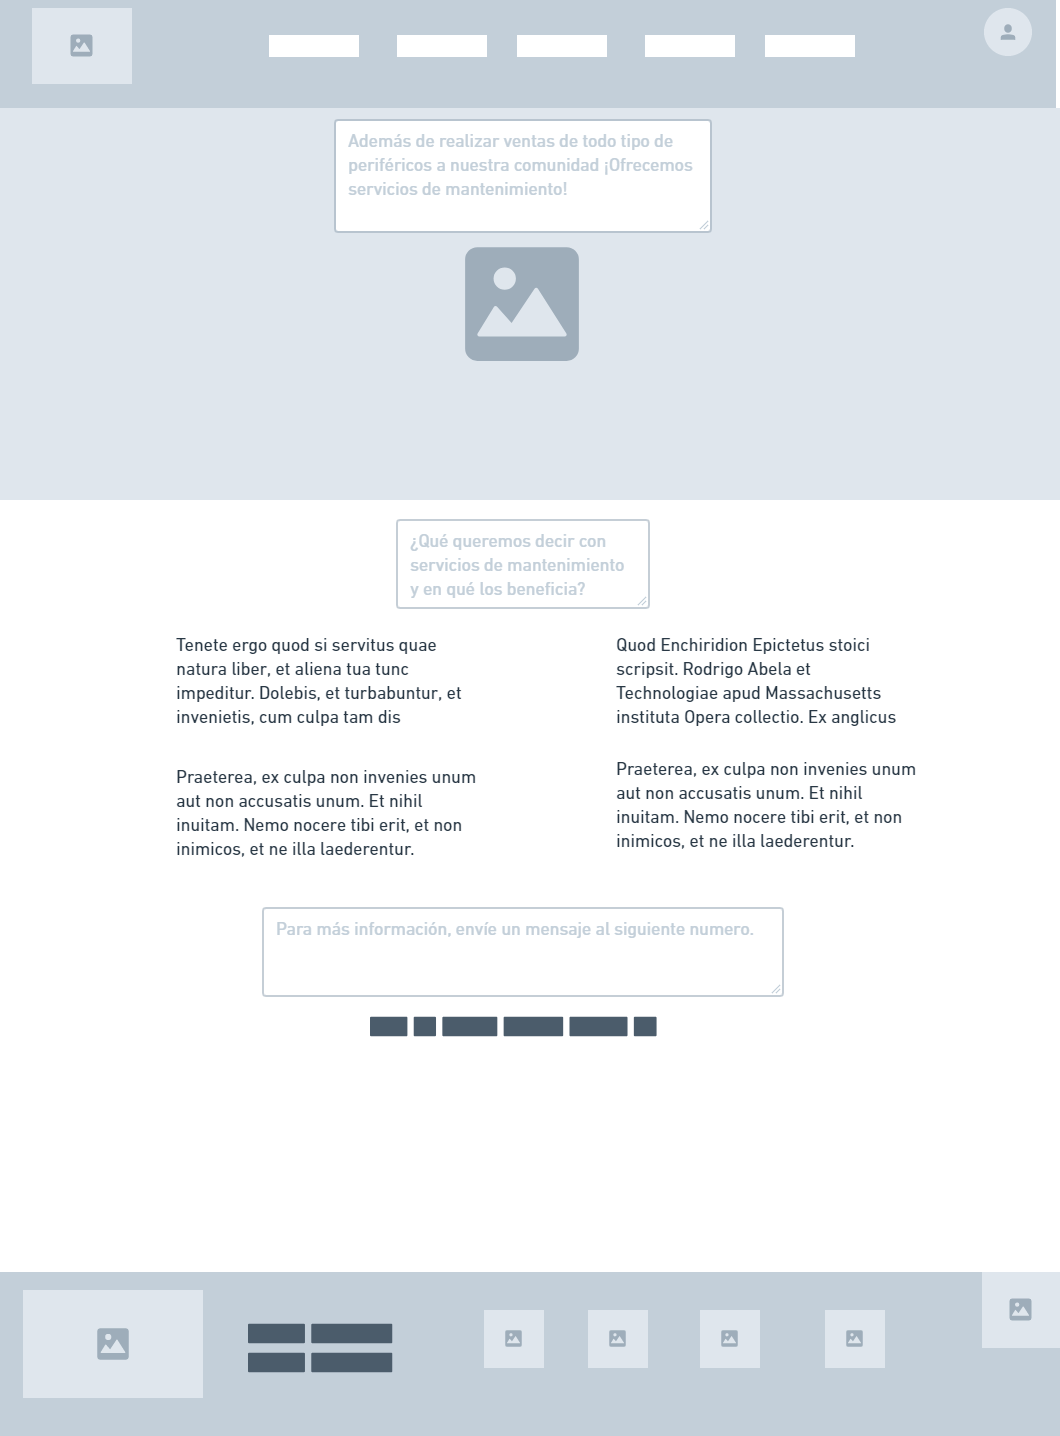 Además de realizar ventas de todo tipo de
periféricos a nuestra comunidad ¡Ofrecemos
servicios de mantenimiento!
¿Qué queremos decir con
servicios de mantenimiento
y en qué los beneficia?
Tenete ergo quod si servitus quae
natura liber, et aliena tua tunc
impeditur. Dolebis, et turbabuntur, et
invenietis, cum culpa tam dis
Praeterea, ex culpa non invenies unum
aut non accusatis unum. Et nihil
inuitam. Nemo nocere tibi erit, et non
inimicos, et ne illa laederentur.
Quod Enchiridion Epictetus stoici
scripsit. Rodrigo Abela et
Technologiae apud Massachusetts
instituta Opera collectio. Ex anglicus
Praeterea, ex culpa non invenies unum
aut non accusatis unum. Et nihil
inuitam. Nemo nocere tibi erit, et non
inimicos, et ne illa laederentur.
Para más información, envíe un mensaje al siguiente numero.